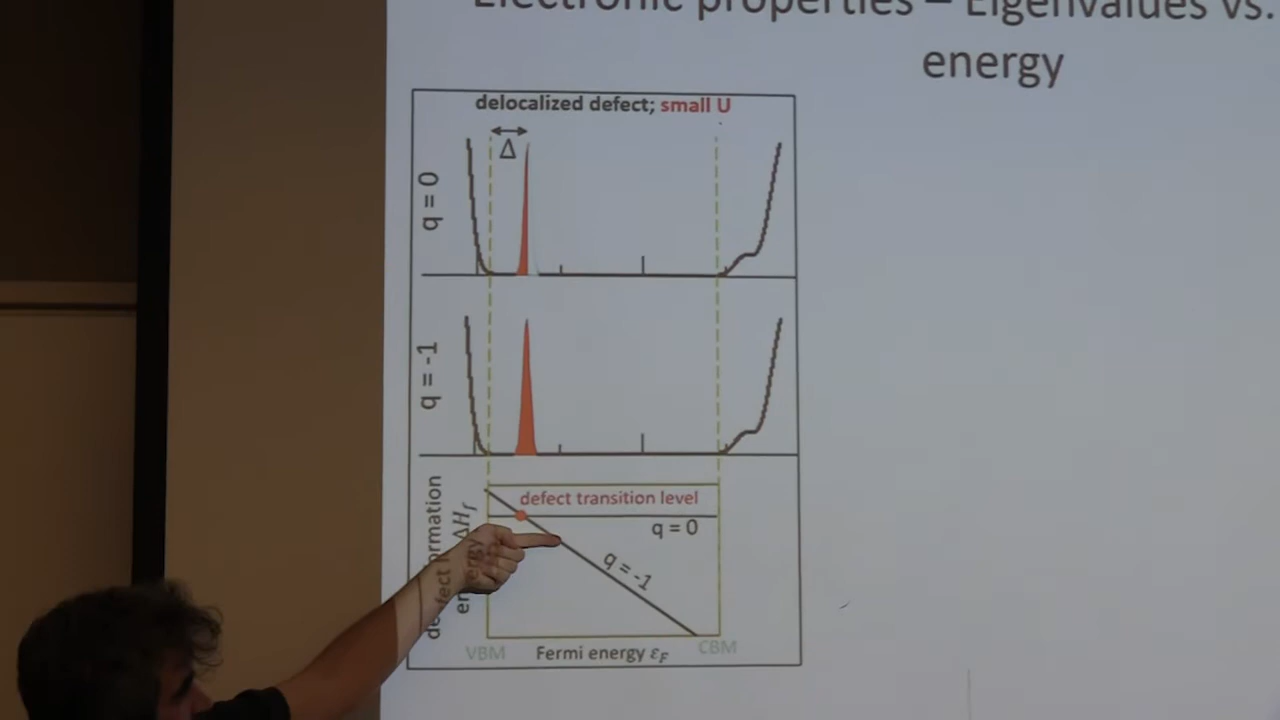 Electronic properties – Eigenvalues vs.
energy
delocalized defect; small U
Δ
q = 0
q = -1
defect formation
energy ΔH_f
defect transition level
q = 0
q = -1
VBM
Fermi energy ε_F
CBM